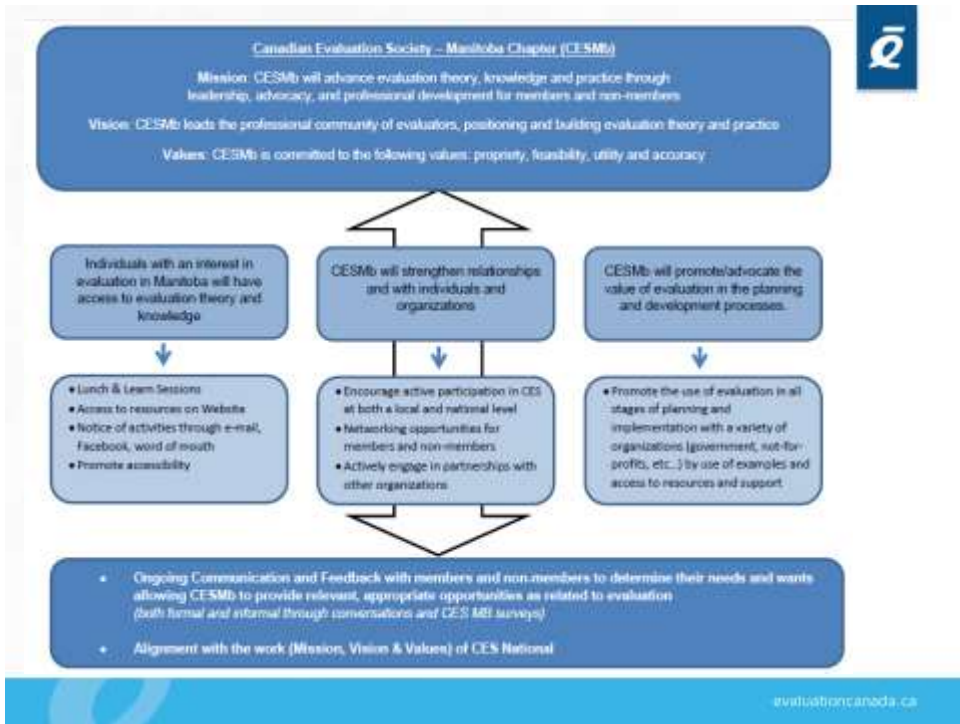 Canadian Evaluation Society – Manitoba Chapter (CESMb)
Mission: CESMb will advance evaluation theory, knowledge and practice through
leadership, advocacy, and professional development for members and non-members
Vision: CESMb leads the professional community of evaluators, positioning and building evaluation theory and practice
Values: CESMb is committed to the following values: propriety, feasibility, utility and accuracy
Individuals with an interest in
evaluation in Manitoba will have
access to evaluation theory and
knowledge
• Lunch & Learn Sessions
• Access to resources on Website
• Notice of activities through e-mail,
Facebook, word of mouth
• Promote accessibility
CESMb will strengthen relationships
and with individuals and
organizations
• Encourage active participation in CES
at both a local and national level
• Networking opportunities for
members and non-members
• Actively engage in partnerships with
other organizations
CESMb will promote/advocate the
value of evaluation in the planning
and development processes.
• Promote the use of evaluation in all
stages of planning and
implementation with a variety of
organizations (government, not-for-
profits, etc...) by use of examples and
access to resources and support
• Ongoing Communication and Feedback with members and non-members to determine their needs and wants
allowing CESMb to provide relevant, appropriate opportunities as related to evaluation
(both formal and informal through conversations and CES MB surveys)
• Alignment with the work (Mission, Vision & Values) of CES National
evaluationcanada.ca